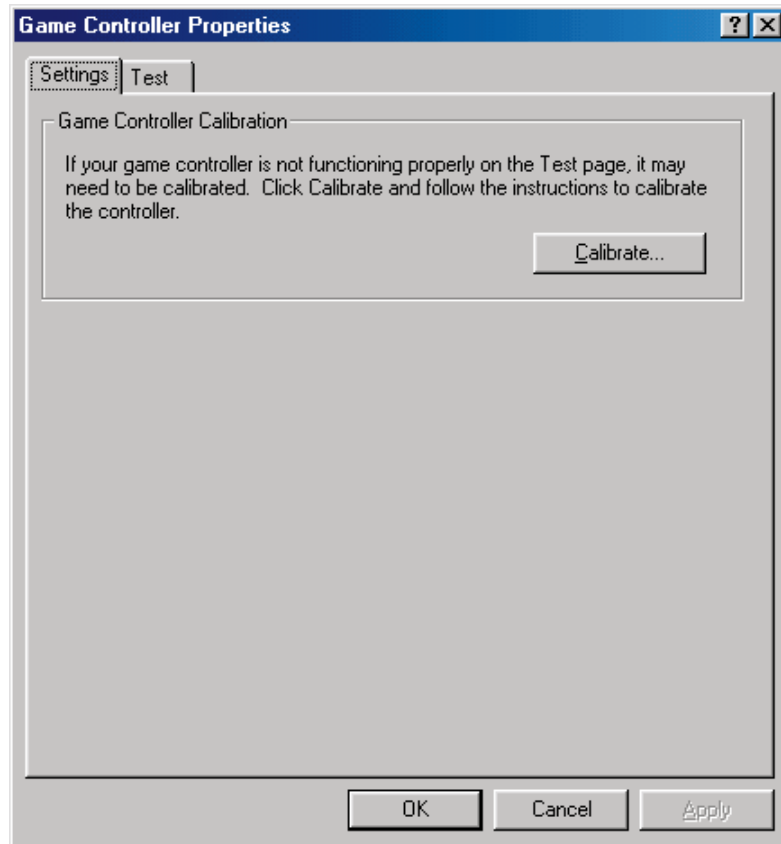 Game Controller Properties
? X
Settings Test
Game Controller Calibration
If your game controller is not functioning properly on the Test page, it may
need to be calibrated. Click Calibrate and follow the instructions to calibrate
the controller.
Calibrate...
OK Cancel Apply